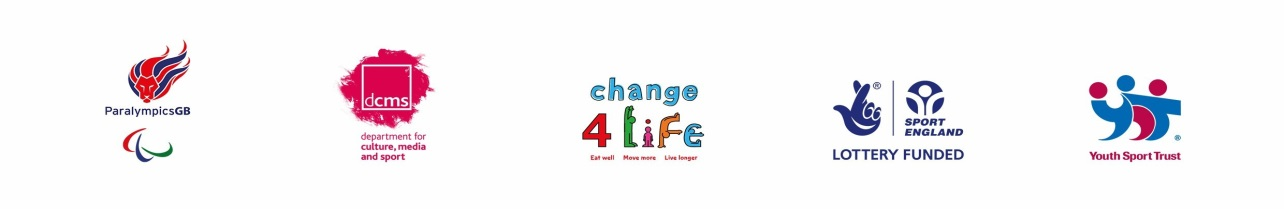 ParalympicsGB
dcms
department for
culture, media
and sport
change
4 LiFe
Eat well Move more Live longer
®
SPORT
ENGLAND
LOTTERY FUNDED
®
Youth Sport Trust